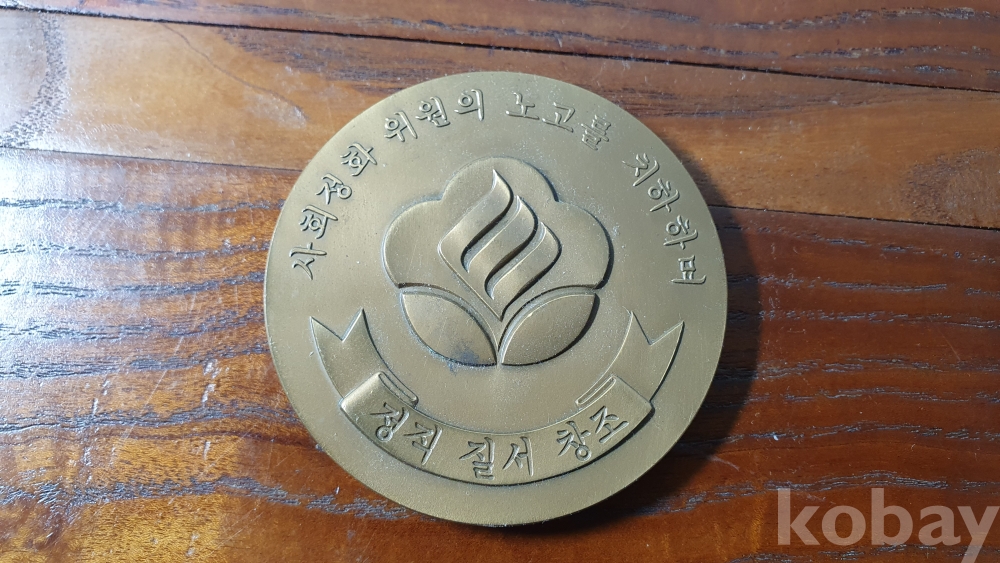 사회정화 위원의 노고를 치하하며
정직 질서 창조
kobay